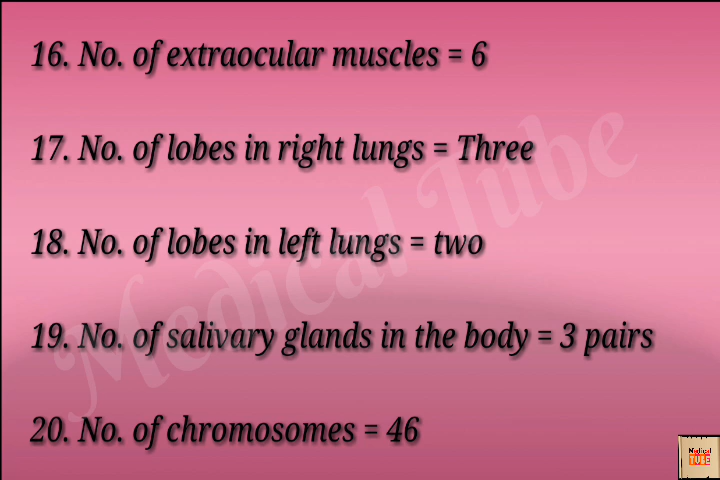 16. No. of extraocular muscles = 6
17. No. of lobes in right lungs = Three
18. No. of lobes in left lungs = two
19. No. of salivary glands in the body = 3 pairs
20. No. of chromosomes = 46
Medical Tube
Medical
TUBE